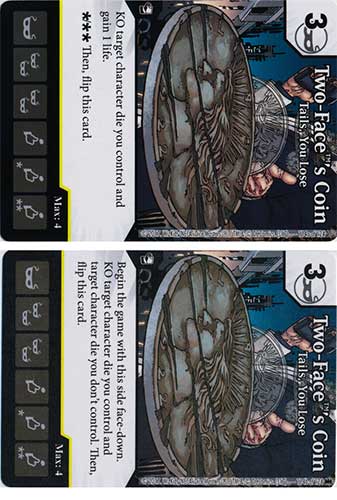 3
Two-Face™'s Coin
Tails, You Lose
KO target character die you control and
gain 1 life.
*** Then, flip this card.
Max: 4
*
**
3
Two-Face™'s Coin
Tails, You Lose
Begin the game with this side face-down.
KO target character die you control and
target character die you don't control. Then,
flip this card.
Max: 4
*
**